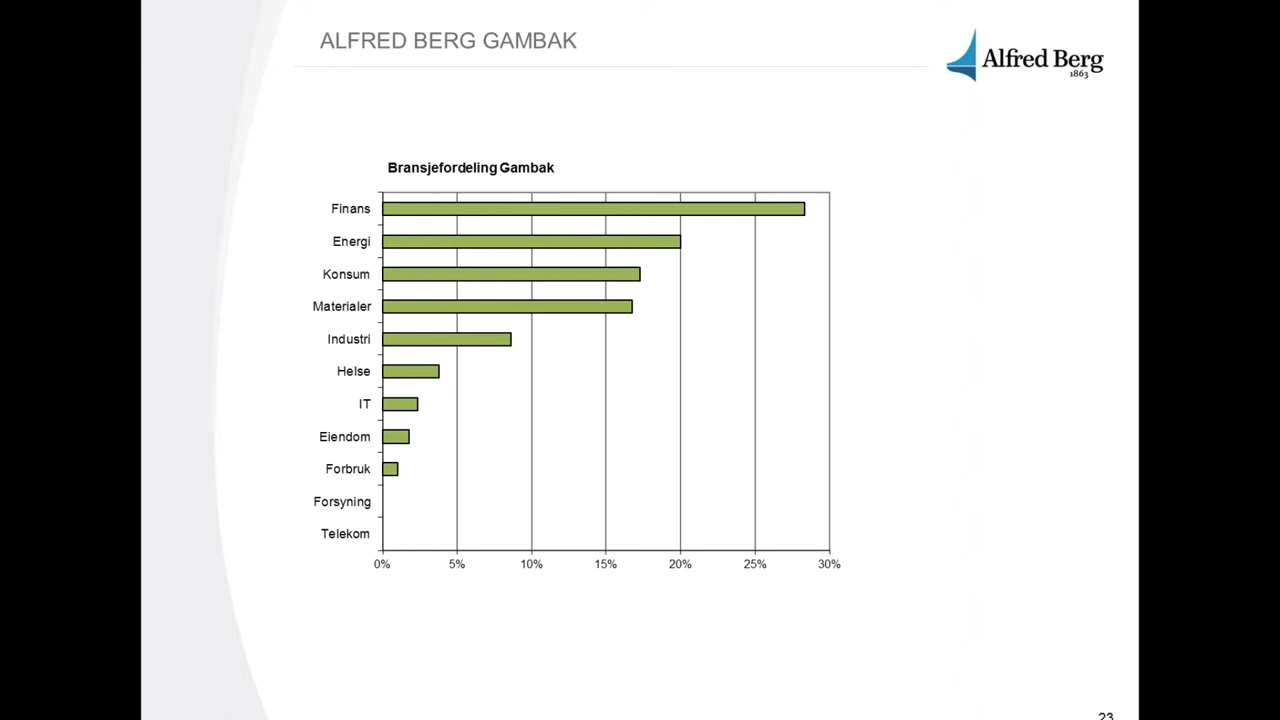 ALFRED BERG GAMBAK
Alfred Berg
1863
Bransjefordeling Gambak
Finans
Energi
Konsum
Materialer
Industri
Helse
IT
Eiendom
Forbruk
Forsyning
Telekom
0% 5% 10% 15% 20% 25% 30%
23